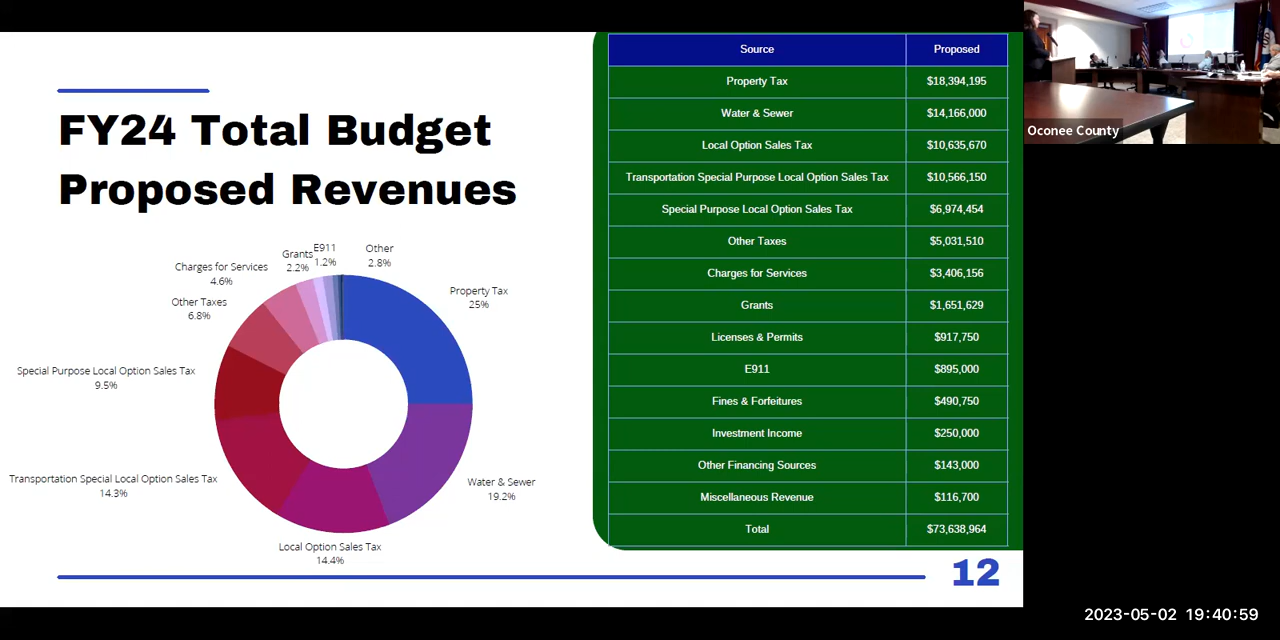 FY24 Total Budget
Proposed Revenues
Other
2.8%
E911
1.2%
Grants
2.2%
Charges for Services
4.6%
Other Taxes
6.8%
Property Tax
25%
Special Purpose Local Option Sales Tax
9.5%
Transportation Special Local Option Sales Tax
14.3%
Water & Sewer
19.2%
Local Option Sales Tax
14.4%
Source Proposed
Property Tax $18,394,195
Water & Sewer $14,166,000
Local Option Sales Tax $10,635,670
Transportation Special Purpose Local Option Sales Tax $10,566,150
Special Purpose Local Option Sales Tax $6,974,454
Other Taxes $5,031,510
Charges for Services $3,406,156
Grants $1,651,629
Licenses & Permits $917,750
E911 $895,000
Fines & Forfeitures $490,750
Investment Income $250,000
Other Financing Sources $143,000
Miscellaneous Revenue $116,700
Total $73,638,964
12
Oconee County
2023-05-02 19:40:59